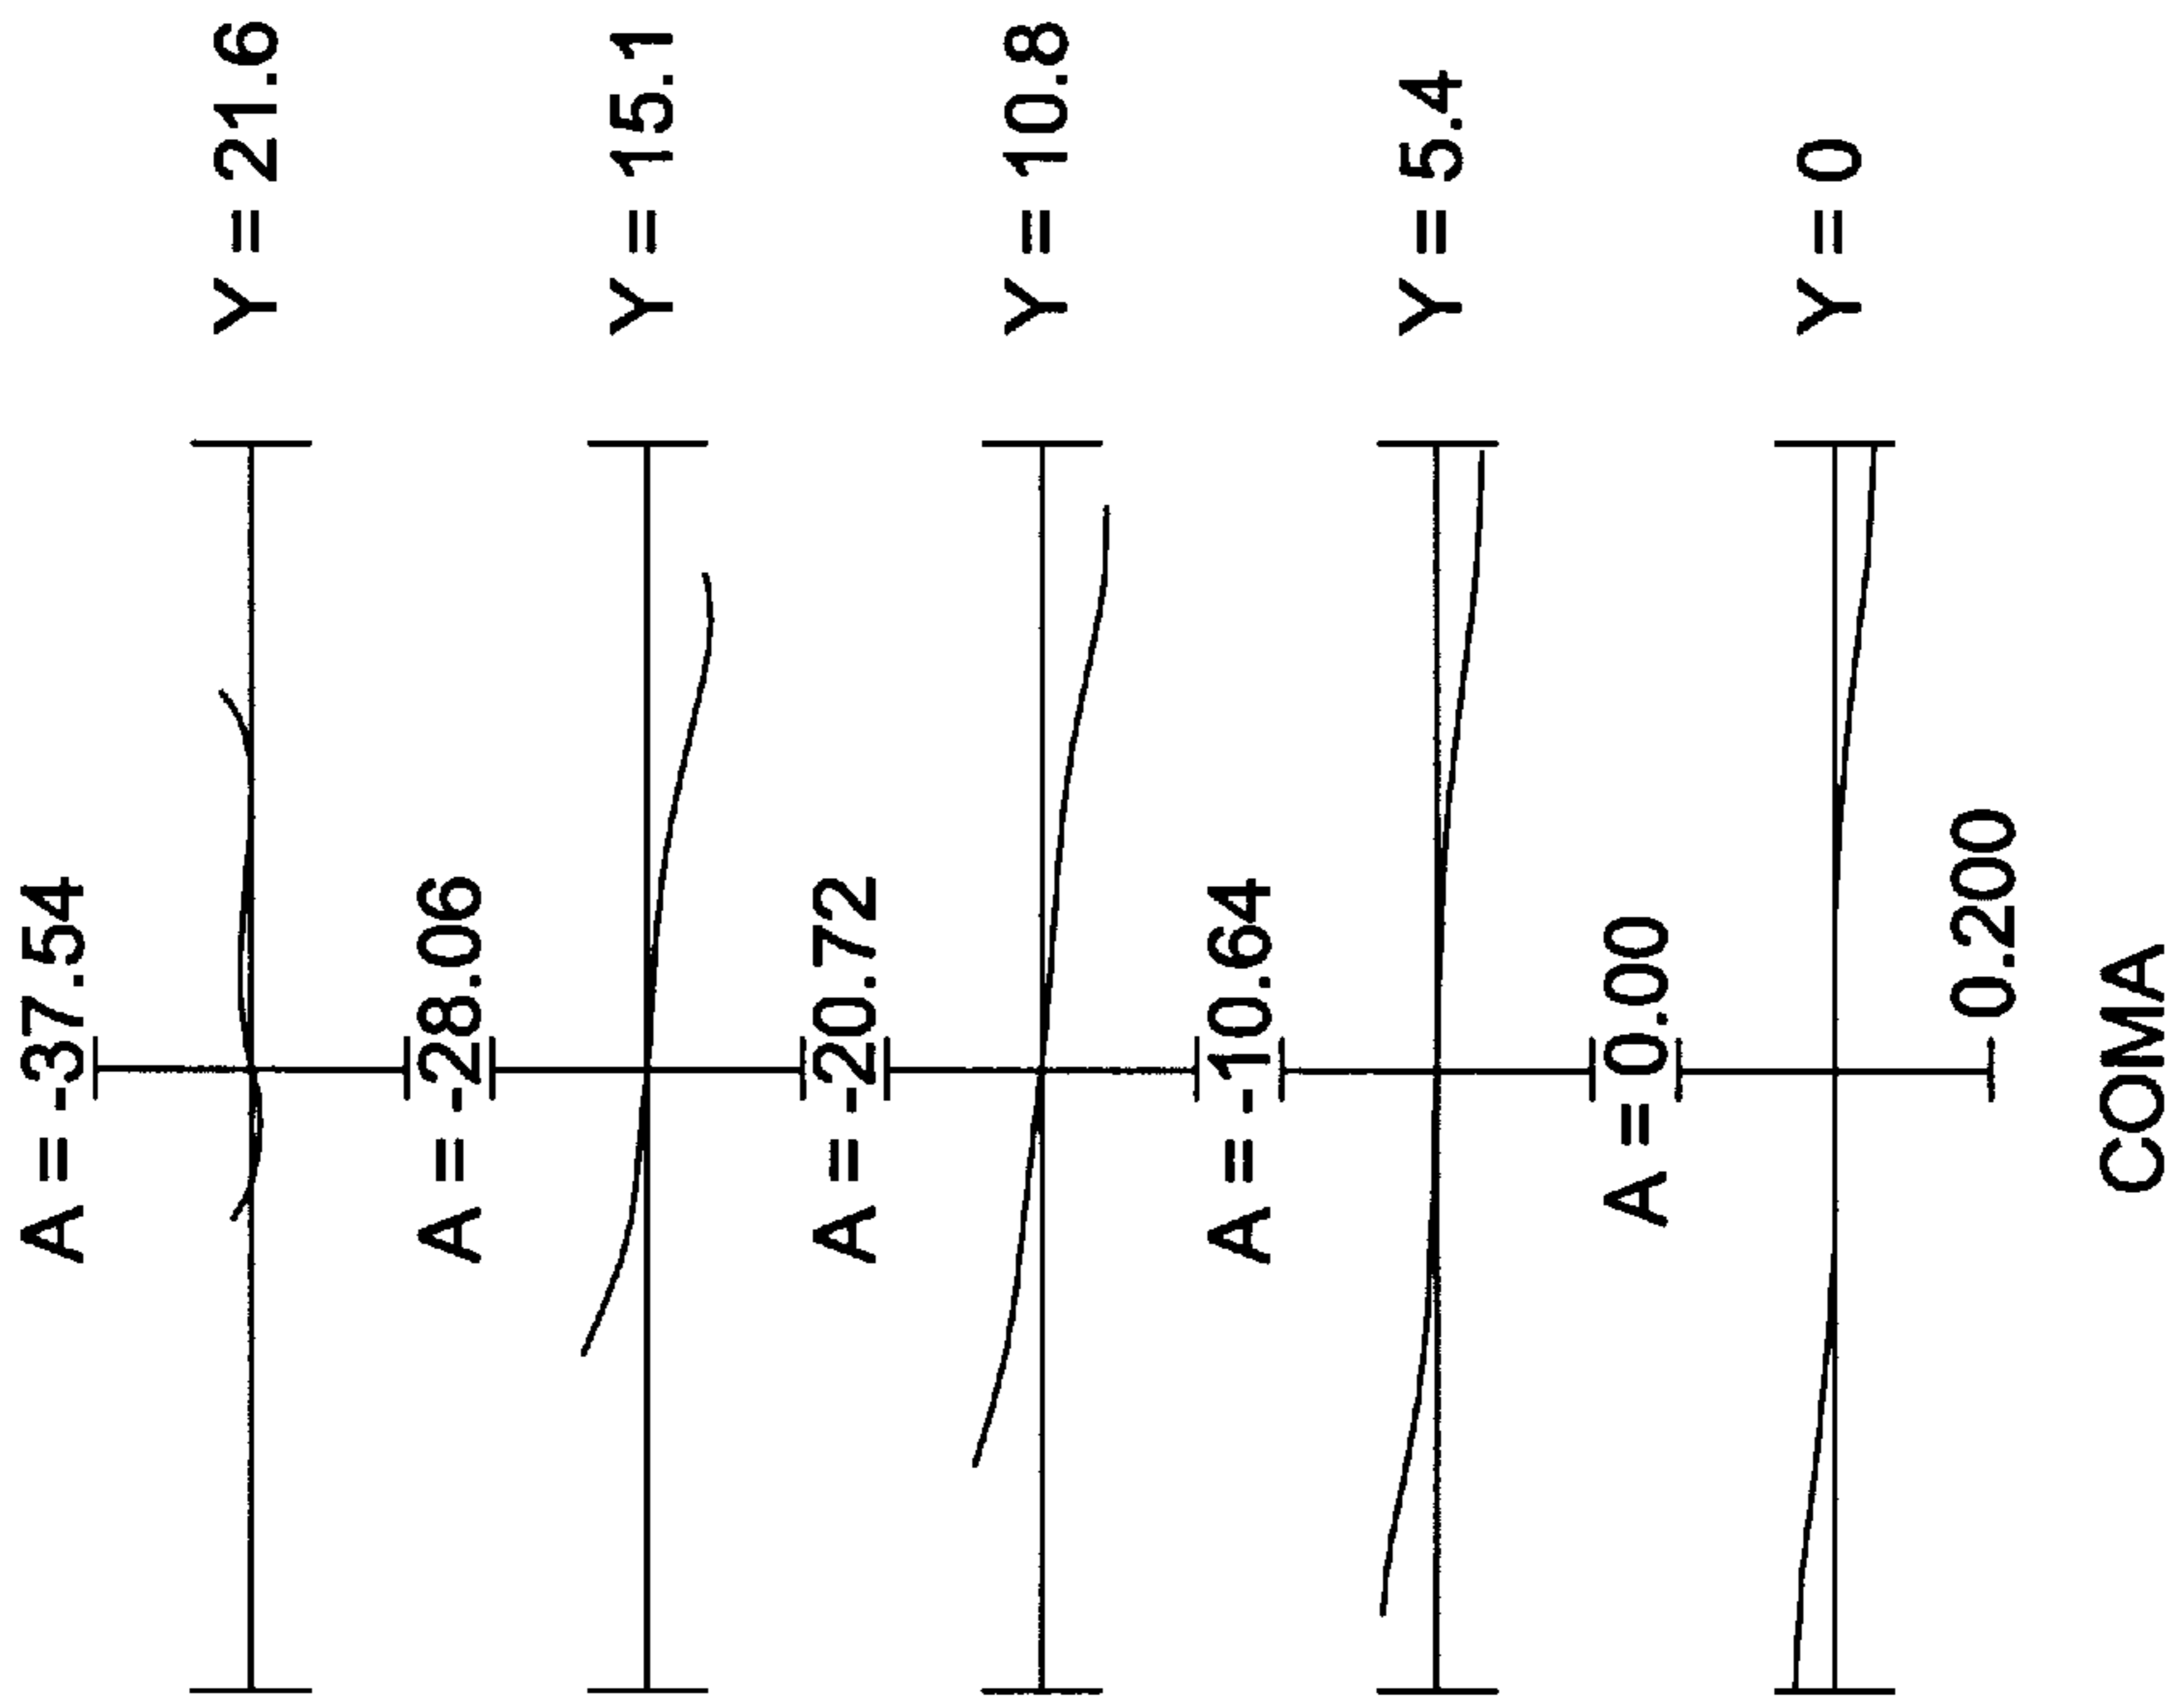 A = -37.54
Y = 21.6
A = -28.06
Y = 15.1
A = -20.72
Y = 10.8
A = -10.64
Y = 5.4
A = 0.00
Y = 0
0.200
COMA